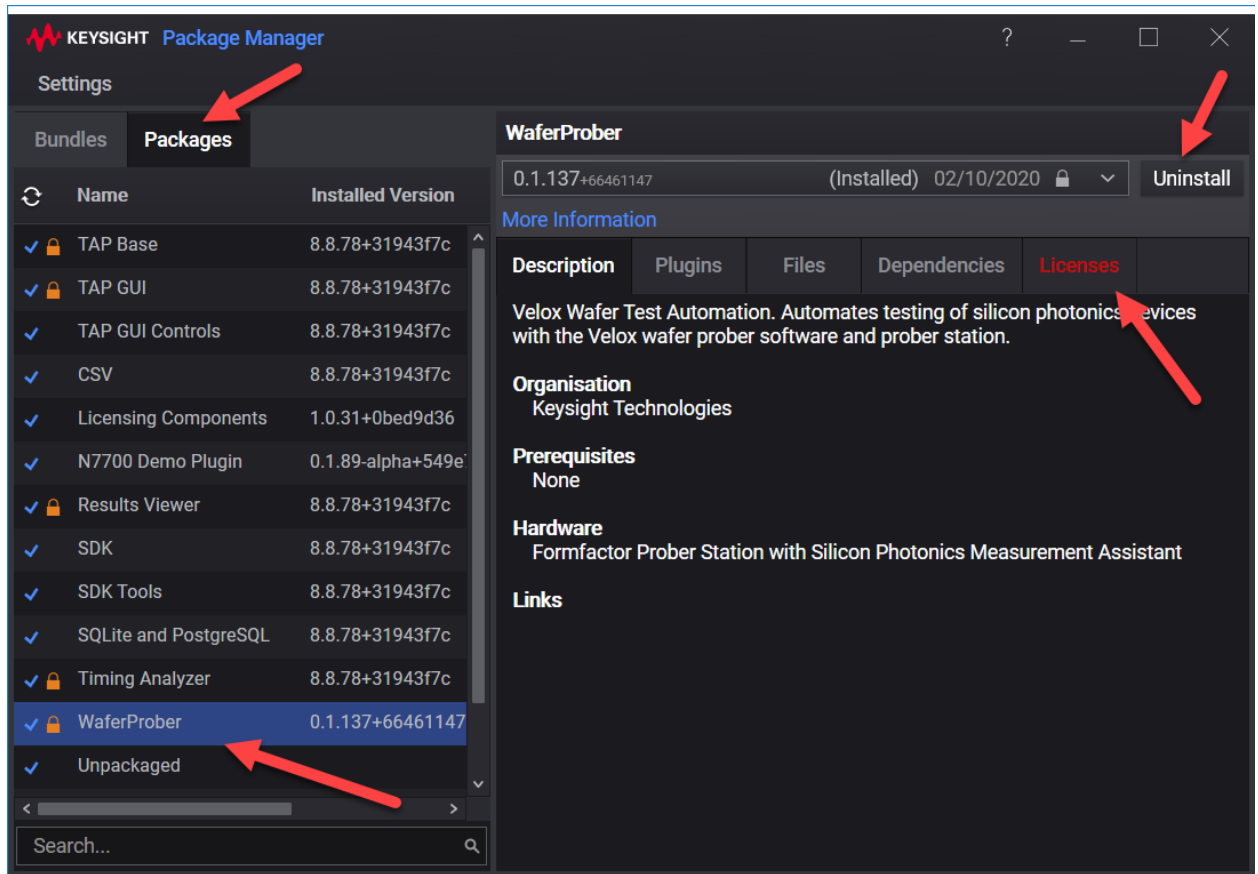 KEYSIGHT Package Manager
?
Settings
Bundles Packages
Name Installed Version
TAP Base 8.8.78+31943f7c
TAP GUI 8.8.78+31943f7c
TAP GUI Controls 8.8.78+31943f7c
CSV 8.8.78+31943f7c
Licensing Components 1.0.31+0bed9d36
N7700 Demo Plugin 0.1.89-alpha+549e
Results Viewer 8.8.78+31943f7c
SDK 8.8.78+31943f7c
SDK Tools 8.8.78+31943f7c
SQLite and PostgreSQL 8.8.78+31943f7c
Timing Analyzer 8.8.78+31943f7c
WaferProber 0.1.137+66461147
Unpackaged
Search...
WaferProber
0.1.137+66461147 (Installed) 02/10/2020 Uninstall
More Information
Description Plugins Files Dependencies Licenses
Velox Wafer Test Automation. Automates testing of silicon photonics devices
with the Velox wafer prober software and prober station.
Organisation
Keysight Technologies
Prerequisites
None
Hardware
Formfactor Prober Station with Silicon Photonics Measurement Assistant
Links